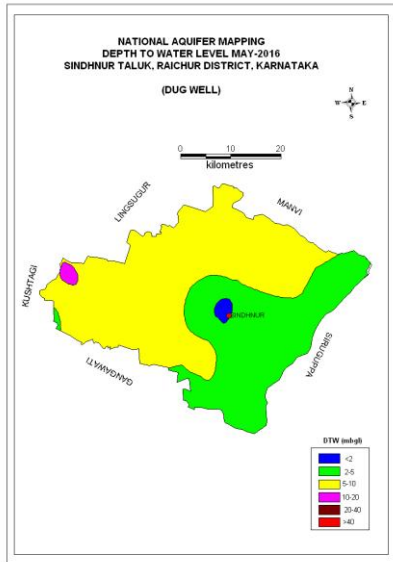 NATIONAL AQUIFER MAPPING
DEPTH TO WATER LEVEL MAY-2016
SINDHNUR TALUK, RAICHUR DISTRICT, KARNATAKA
(DUG WELL)
N
W E
S
0 10 20
kilometres
LINGSUGUR
MANVI
KUSHTAGI
SINDHNUR
SIRUGUPPA
GANGAWATI
DTW (mbgl)
<2
2-5
5-10
10-20
20-40
>40